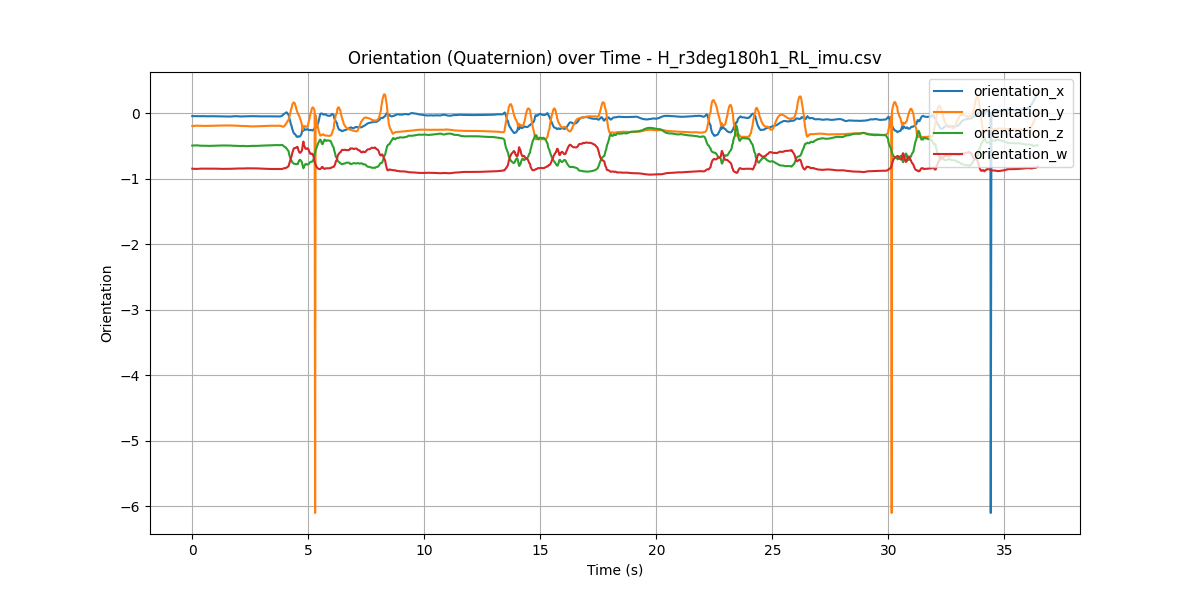 Orientation (Quaternion) over Time - H_r3deg180h1_RL_imu.csv
orientation_x
orientation_y
orientation_z
orientation_w
Orientation
0
−1
−2
−3
−4
−5
−6
0 5 10 15 20 25 30 35
Time (s)